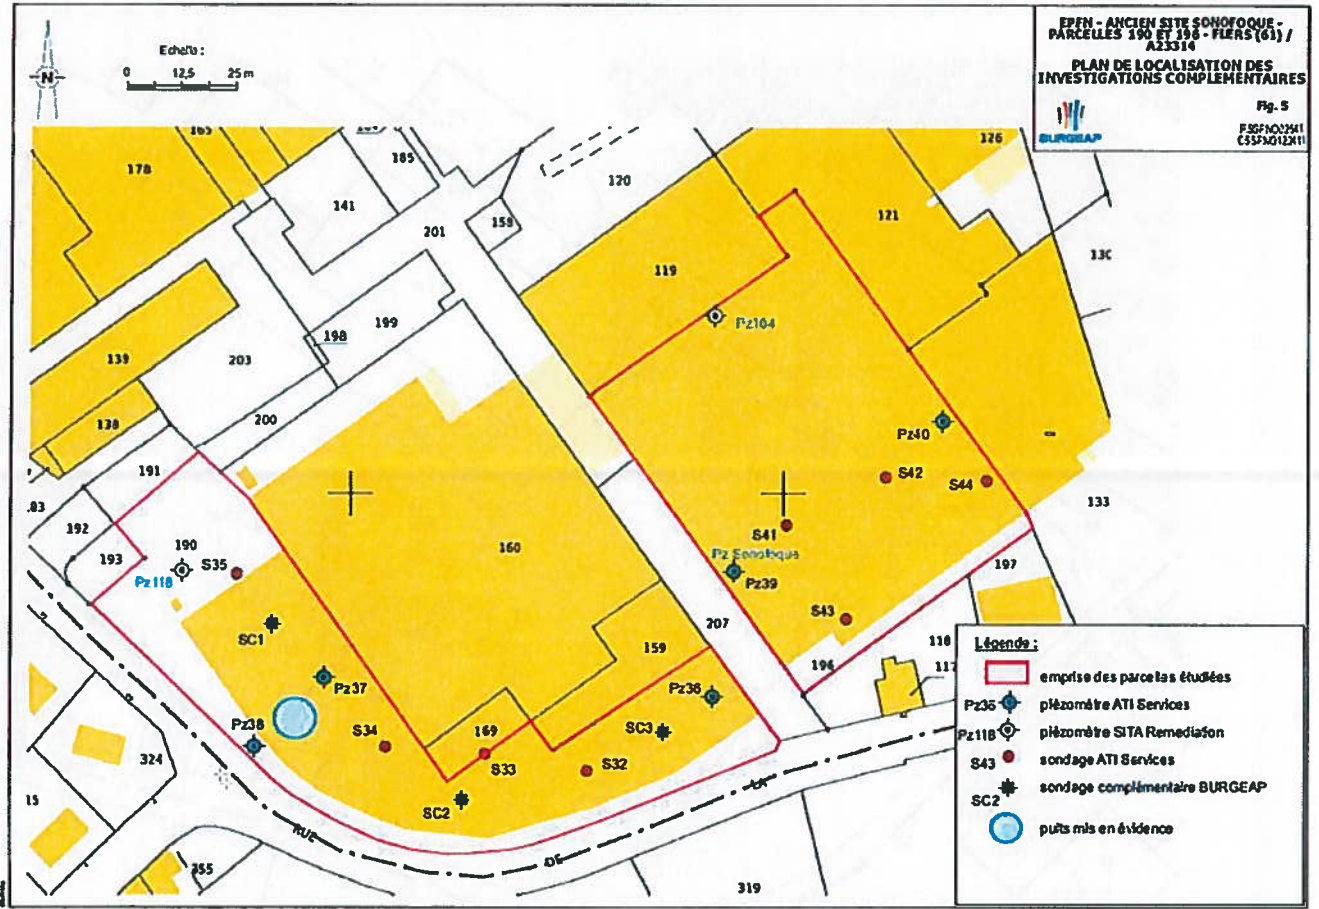 EPFN - ANCIEN SITE SONOFOQUE -
PARCELLES 190 ET 196 - FLERS (61) /
A23314
PLAN DE LOCALISATION DES
INVESTIGATIONS COMPLEMENTAIRES
Fig. 5
BURGEAP
Echelle :
0 12,5 25 m
N
165
178
185
141
120
126
158
201
121
130
119
199
198
Pz104
139
203
138
200
Pz40
191
S42
S44
133
192
190
193
S35
Pz118
160
S41
Pz Sonofoque
Pz39
197
SC1
S43
207
118
159
196
117
Pz37
Pz36
Pz38
S34
169
SC3
324
S33
S32
SC2
15
RUE
DE
LA
355
319
Légende :
emprise des parcelles étudiées
Pz36 piézomètre ATI Services
Pz118 piézomètre SITA Remediation
S43 sondage ATI Services
SC2 sondage complémentaire BURGEAP
puits mis en évidence